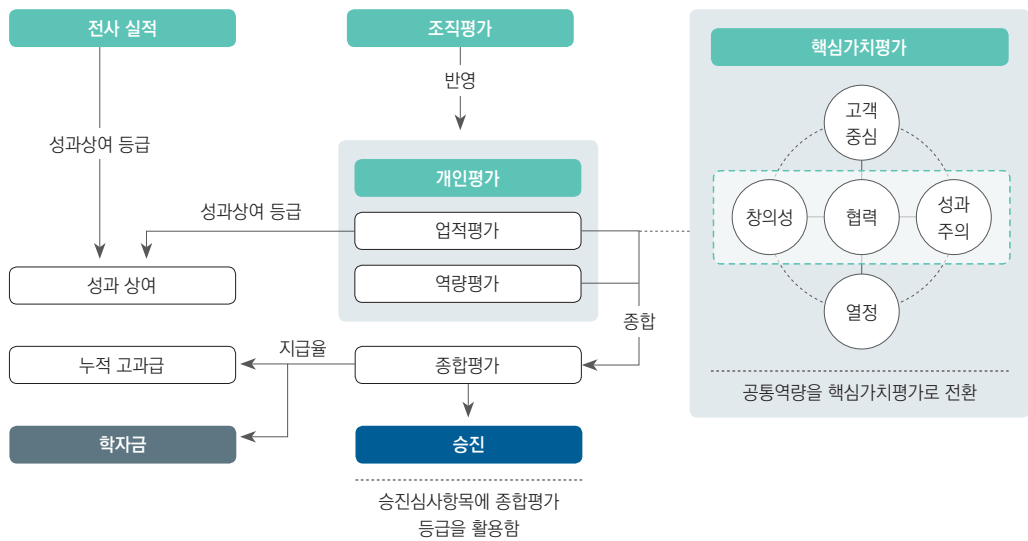 전사 실적
조직평가
핵심가치평가
반영
성과상여 등급
고객
중심
개인평가
성과상여 등급
업적평가
창의성
협력
성과
주의
성과 상여
역량평가
열정
종합
지급율
누적 고과급
종합평가
공통역량을 핵심가치평가로 전환
학자금
승진
승진심사항목에 종합평가
등급을 활용함